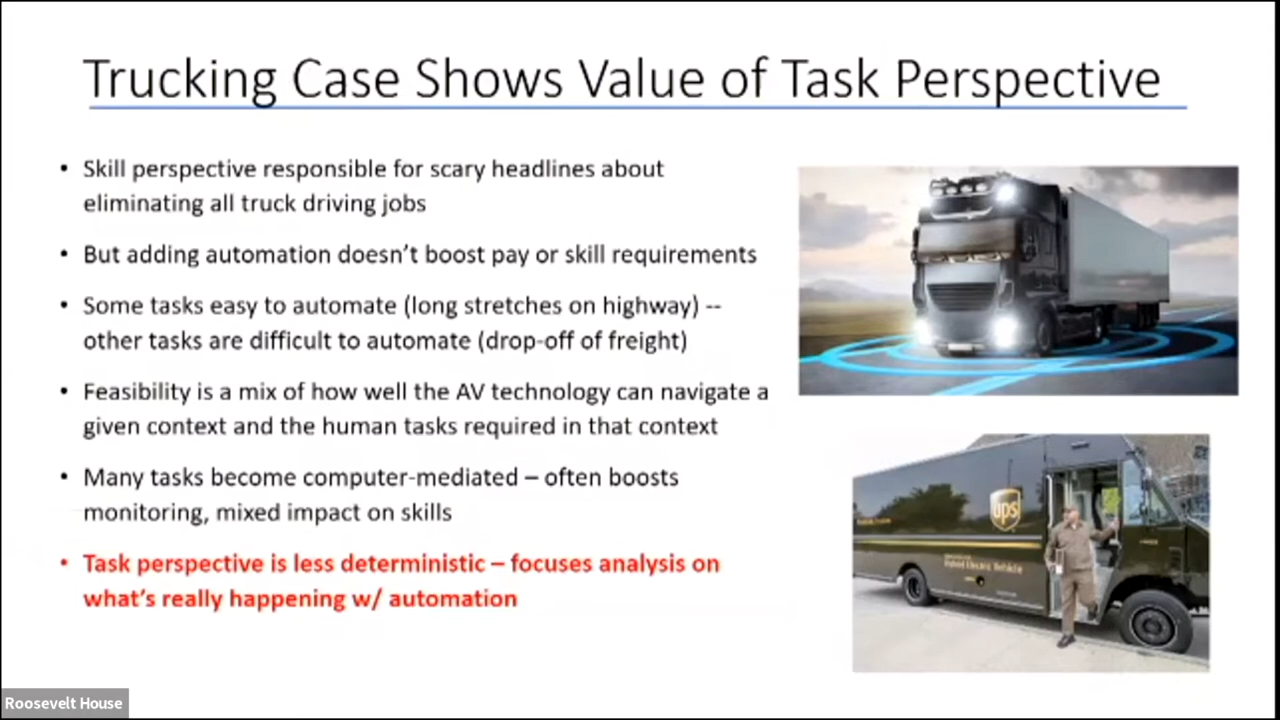 Trucking Case Shows Value of Task Perspective
• Skill perspective responsible for scary headlines about
eliminating all truck driving jobs
• But adding automation doesn't boost pay or skill requirements
• Some tasks easy to automate (long stretches on highway) --
other tasks are difficult to automate (drop-off of freight)
• Feasibility is a mix of how well the AV technology can navigate a
given context and the human tasks required in that context
• Many tasks become computer-mediated – often boosts
monitoring, mixed impact on skills
• Task perspective is less deterministic – focuses analysis on
what's really happening w/ automation
ups
Hybrid Electric Vehicle
Roosevelt House